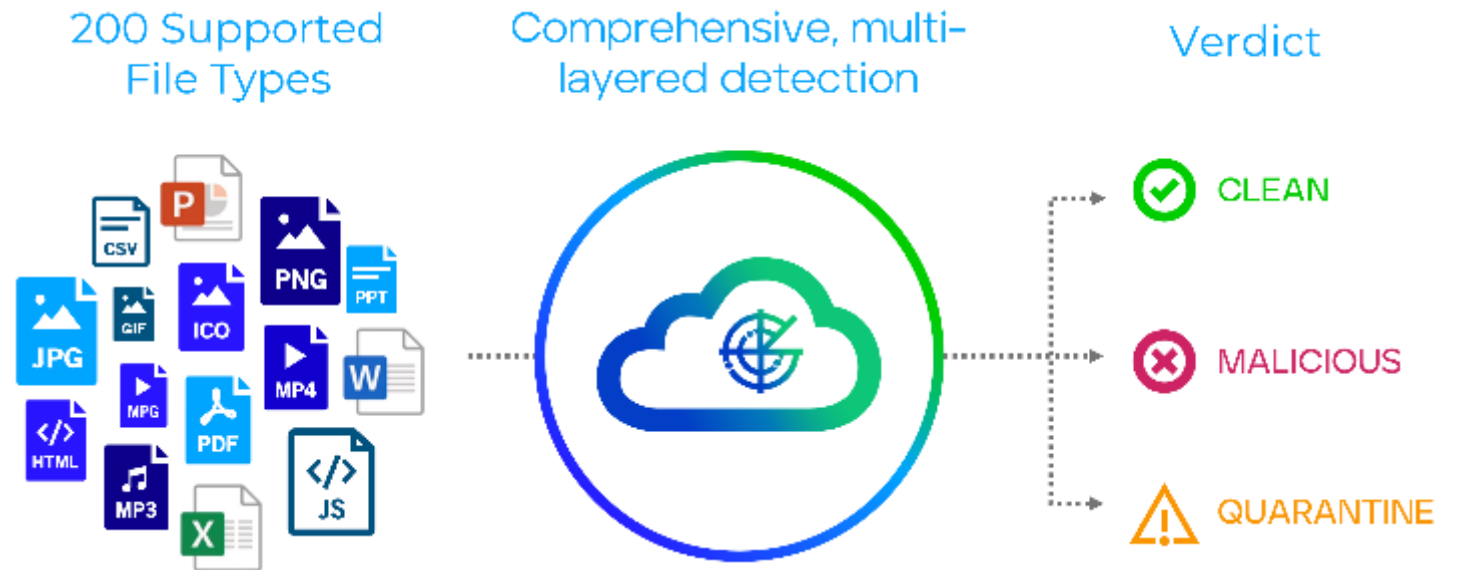 200 Supported
File Types
Comprehensive, multi-
layered detection
Verdict
P
CSV
PNG
PPT
JPG
GIF
ICO
MP4
W
MPG
HTML
PDF
MP3
JS
X
CLEAN
MALICIOUS
QUARANTINE